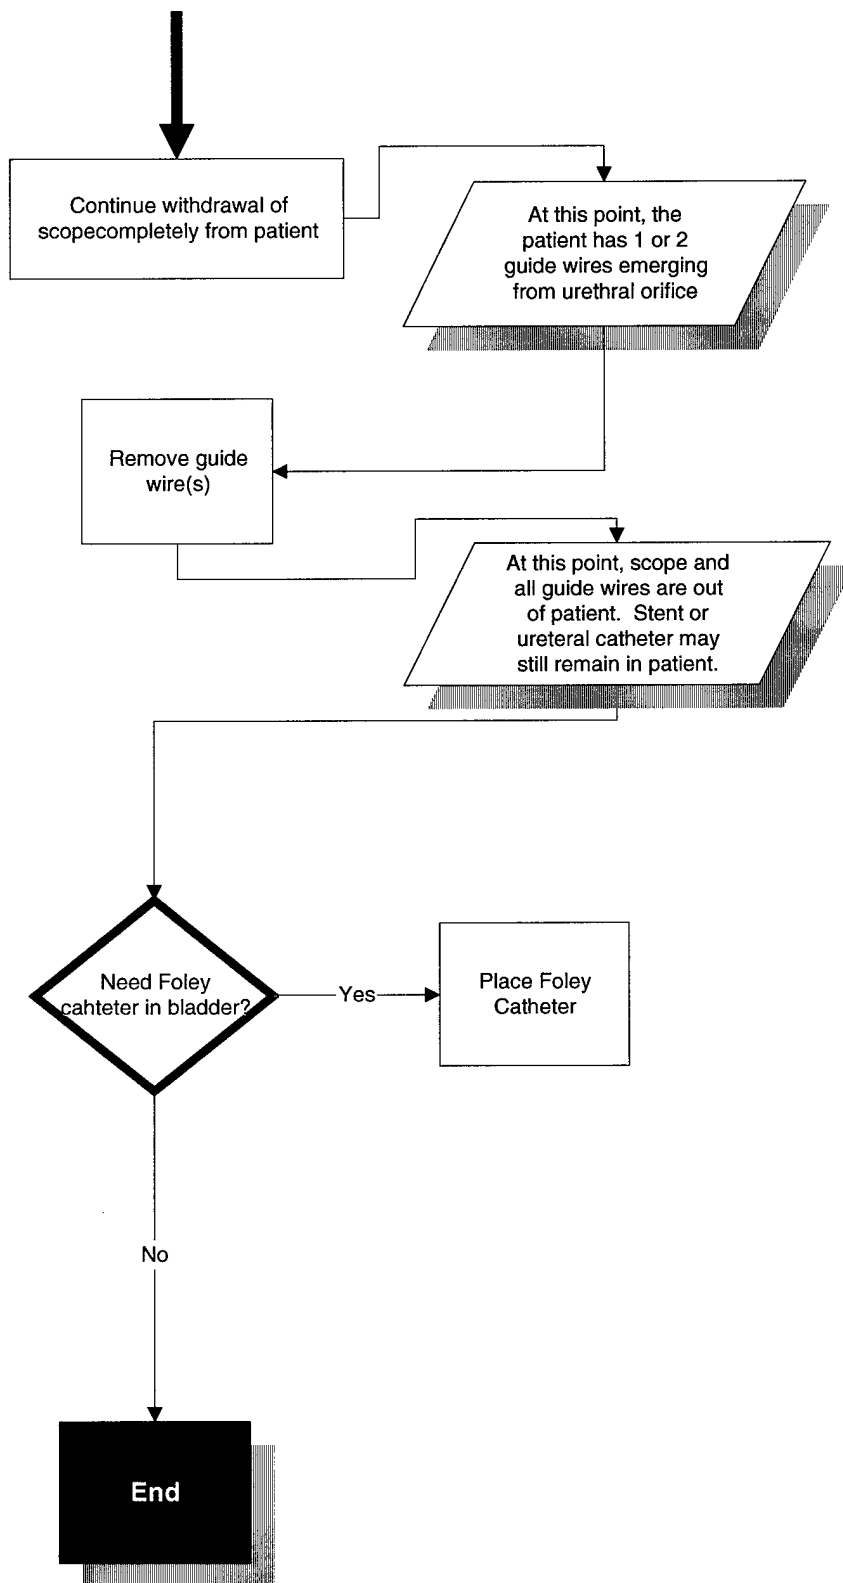 Continue withdrawal of
scopecompletely from patient
At this point, the
patient has 1 or 2
guide wires emerging
from urethral orifice
Remove guide
wire(s)
At this point, scope and
all guide wires are out
of patient. Stent or
ureteral catheter may
still remain in patient.
Need Foley
cahteter in bladder?
Yes
Place Foley
Catheter
No
End